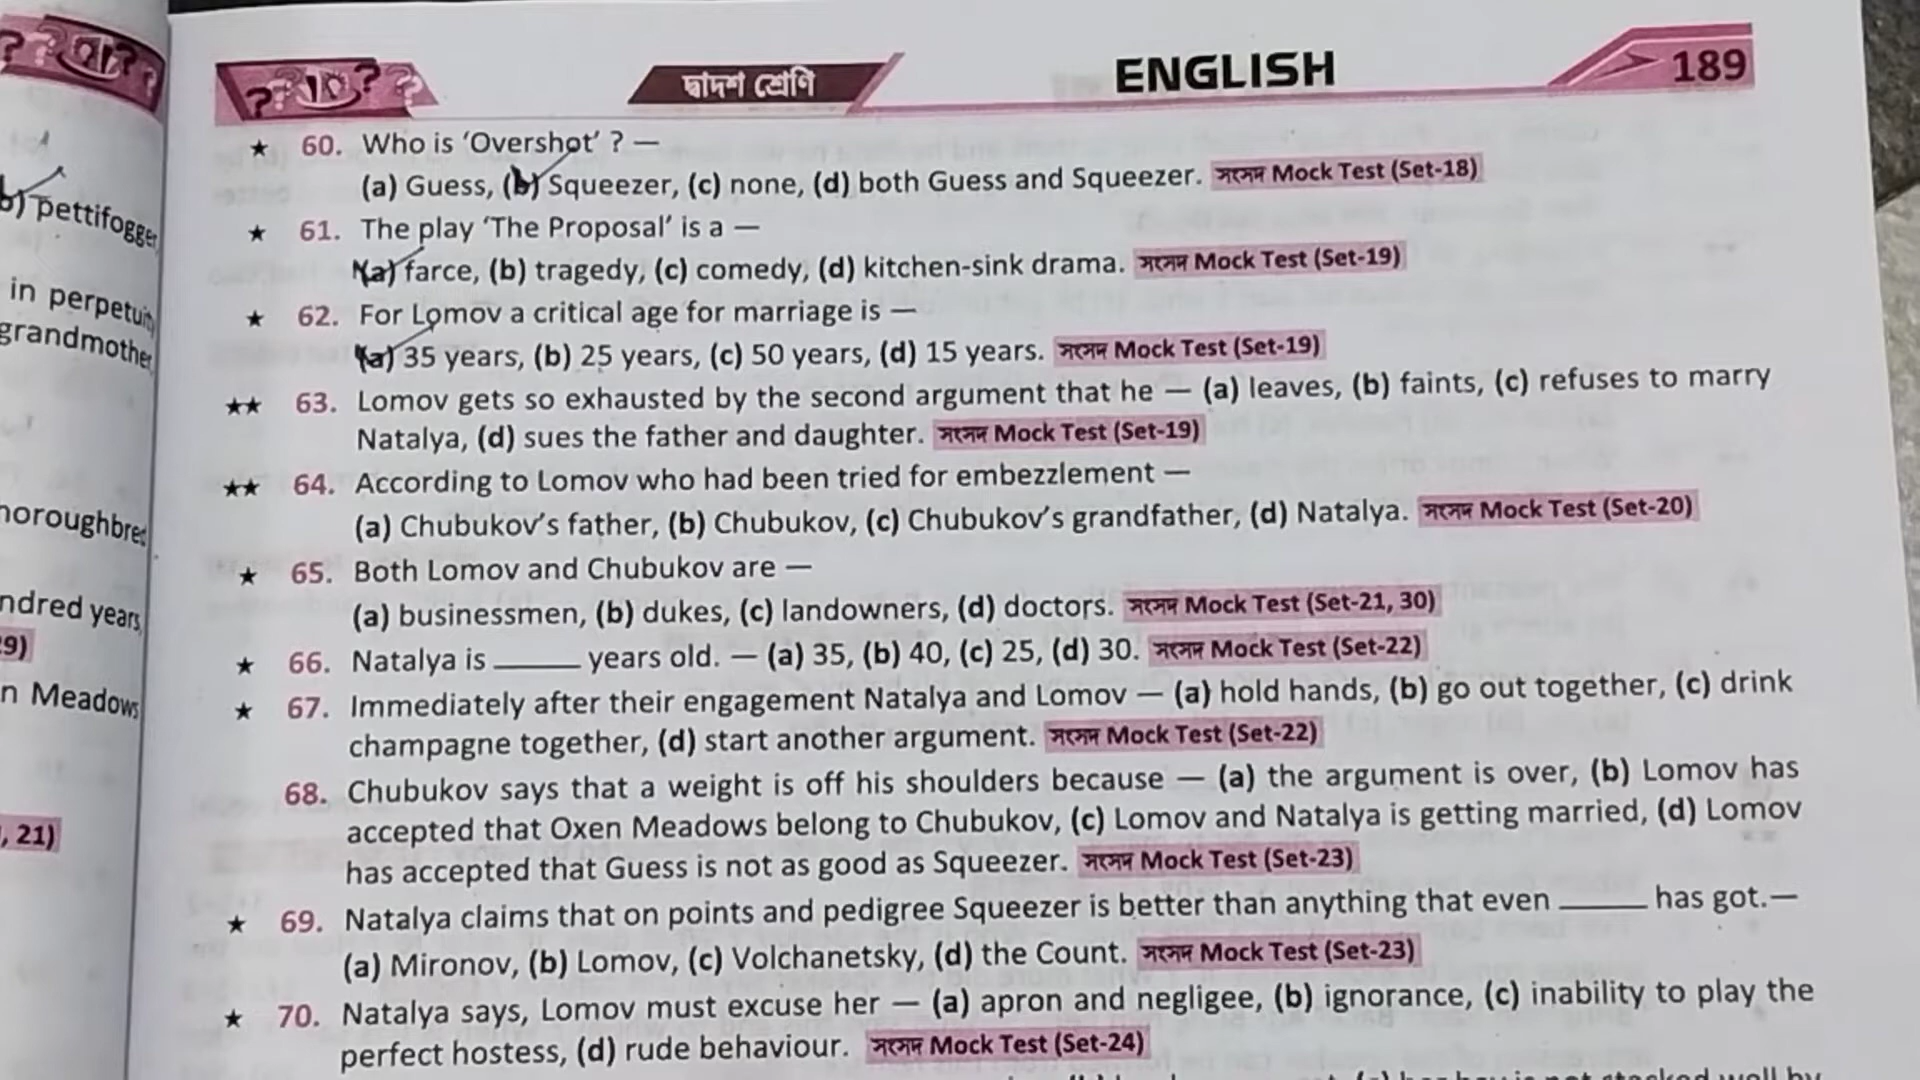 b) pettifogger,
in perpetuity
grandmother,
horoughbred
ndred years,
29)
n Meadows
, 21)
দ্বাদশ শ্রেণি ENGLISH 189
★ 60. Who is ‘Overshot’ ? —
(a) Guess, (b) Squeezer, (c) none, (d) both Guess and Squeezer. সংসদ Mock Test (Set-18)
★ 61. The play ‘The Proposal’ is a —
(a) farce, (b) tragedy, (c) comedy, (d) kitchen-sink drama. সংসদ Mock Test (Set-19)
★ 62. For Lomov a critical age for marriage is —
(a) 35 years, (b) 25 years, (c) 50 years, (d) 15 years. সংসদ Mock Test (Set-19)
★★ 63. Lomov gets so exhausted by the second argument that he — (a) leaves, (b) faints, (c) refuses to marry
Natalya, (d) sues the father and daughter. সংসদ Mock Test (Set-19)
★★ 64. According to Lomov who had been tried for embezzlement —
(a) Chubukov’s father, (b) Chubukov, (c) Chubukov’s grandfather, (d) Natalya. সংসদ Mock Test (Set-20)
★ 65. Both Lomov and Chubukov are —
(a) businessmen, (b) dukes, (c) landowners, (d) doctors. সংসদ Mock Test (Set-21, 30)
★ 66. Natalya is _____ years old. — (a) 35, (b) 40, (c) 25, (d) 30. সংসদ Mock Test (Set-22)
★ 67. Immediately after their engagement Natalya and Lomov — (a) hold hands, (b) go out together, (c) drink
champagne together, (d) start another argument. সংসদ Mock Test (Set-22)
68. Chubukov says that a weight is off his shoulders because — (a) the argument is over, (b) Lomov has
accepted that Oxen Meadows belong to Chubukov, (c) Lomov and Natalya is getting married, (d) Lomov
has accepted that Guess is not as good as Squeezer. সংসদ Mock Test (Set-23)
★ 69. Natalya claims that on points and pedigree Squeezer is better than anything that even _____ has got.—
(a) Mironov, (b) Lomov, (c) Volchanetsky, (d) the Count. সংসদ Mock Test (Set-23)
★ 70. Natalya says, Lomov must excuse her — (a) apron and negligee, (b) ignorance, (c) inability to play the
perfect hostess, (d) rude behaviour. সংসদ Mock Test (Set-24)